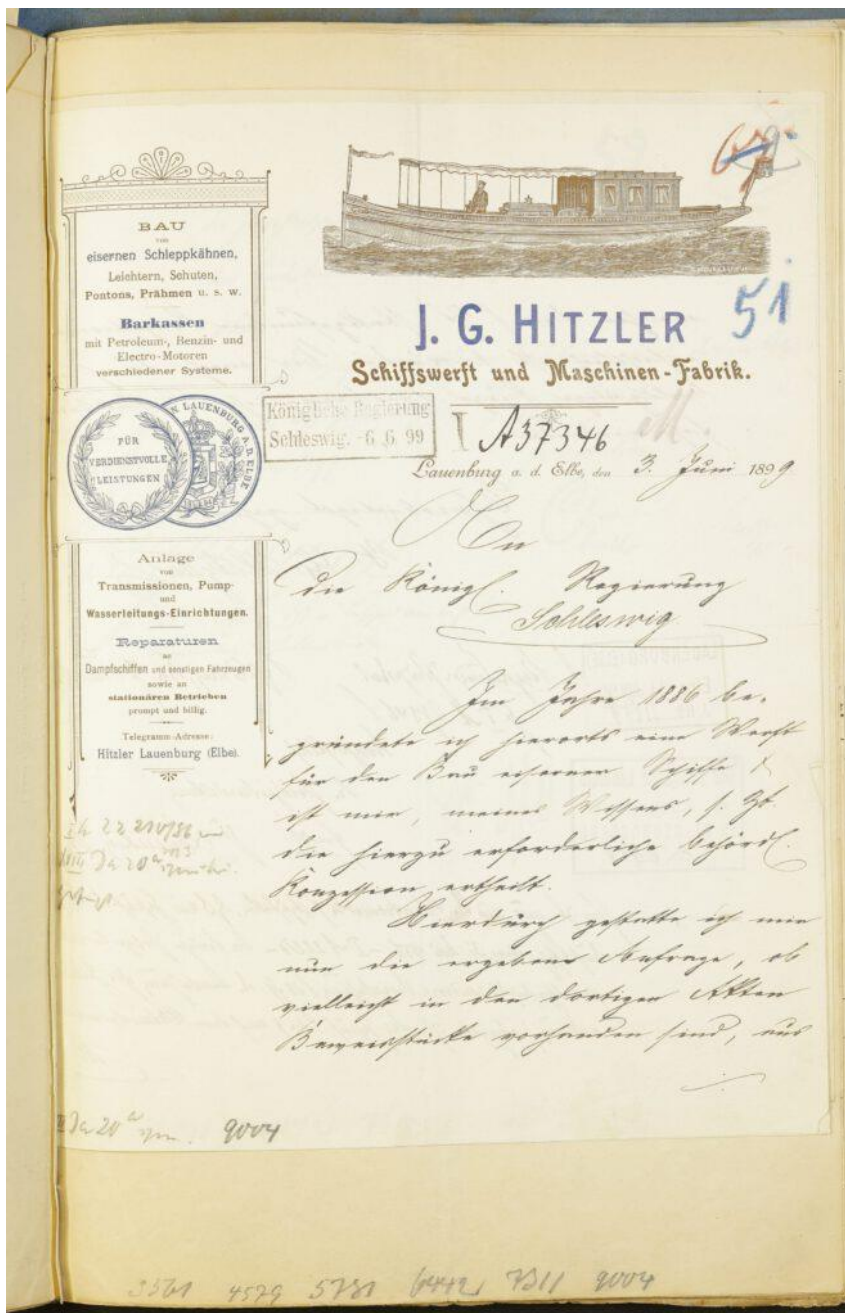 51
J. G. HITZLER
Schiffswerft und Maschinen-Fabrik.
BAU
von
eisernen Schleppkähnen,
Leichtern, Schuten,
Pontons, Prähmen u. s. w.
Barkassen
mit Petroleum-, Benzin- und
Electro-Motoren
verschiedener Systeme.
FÜR
VERDIENSTVOLLE
LEISTUNGEN
LAUENBURG A. D. ELBE
Anlage
von
Transmissionen, Pump-
und
Wasserleitungs-Einrichtungen.
Reparaturen
an
Dampfschiffen und sonstigen Fahrzeugen
sowie an
stationären Betrieben
prompt und billig.
Telegramm-Adresse:
Hitzler Lauenburg (Elbe).
Königliche Regierung
Schleswig. -6.6.99
I A37346
Lauenburg a. d. Elbe, den 3. Juni 1899
An
die Königl. Regierung
Schleswig
Im Jahre 1886 be-
gründete ich hierorts eine Werft
für den Bau eiserner Schiffe &
ist mir, meines Wissens, s. Zt.
die hierzu erforderliche behördl.
Konzession ertheilt.
Hierdurch gestatte ich mir
nun die ergebene Anfrage, ob
vielleicht in den dortigen Akten
Beweisstücke vorhanden sind, aus
9004
3561 4579 5731 6442 7311 9004